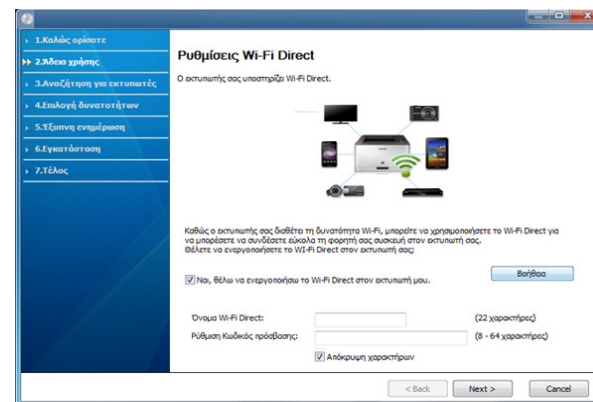 1.Καλώς ορίσατε
2.Άδεια χρήσης
3.Αναζήτηση για εκτυπωτές
4.Επιλογή δυνατοτήτων
5.Έξυπνη ενημέρωση
6.Εγκατάσταση
7.Τέλος
Ρυθμίσεις Wi-Fi Direct
Ο εκτυπωτής σας υποστηρίζει Wi-Fi Direct.
Καθώς ο εκτυπωτής σας διαθέτει τη δυνατότητα Wi-Fi, μπορείτε να χρησιμοποιήσετε το Wi-Fi Direct για
να μπορέσετε να συνδέσετε εύκολα τη φορητή σας συσκευή στον εκτυπωτή σας.
Θέλετε να ενεργοποιήσετε το WI-Fi Direct στον εκτυπωτή σας;
Ναι, θέλω να ενεργοποιήσω το Wi-Fi Direct στον εκτυπωτή μου.
Βοήθεια
Όνομα Wi-Fi Direct: (22 χαρακτήρες)
Ρύθμιση Κωδικός πρόσβασης: (8 - 64 χαρακτήρες)
Απόκρυψη χαρακτήρων
< Back Next > Cancel